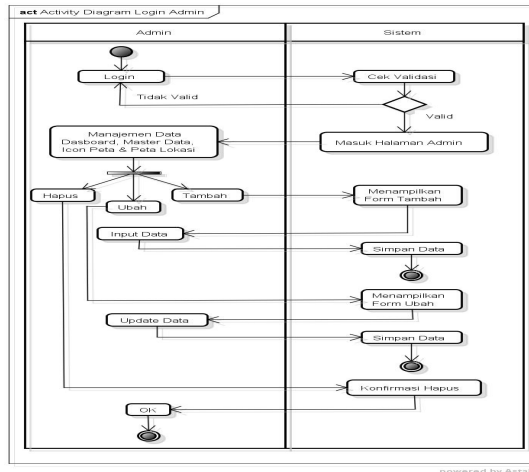 act Activity Diagram Login Admin
Admin
Sistem
Login
Cek Validasi
Tidak Valid
Valid
Manajemen Data
Dasboard, Master Data,
Icon Peta & Peta Lokasi
Masuk Halaman Admin
Hapus
Ubah
Tambah
Menampilkan
Form Tambah
Input Data
Simpan Data
Menampilkan
Form Ubah
Update Data
Simpan Data
Konfirmasi Hapus
OK
powered by